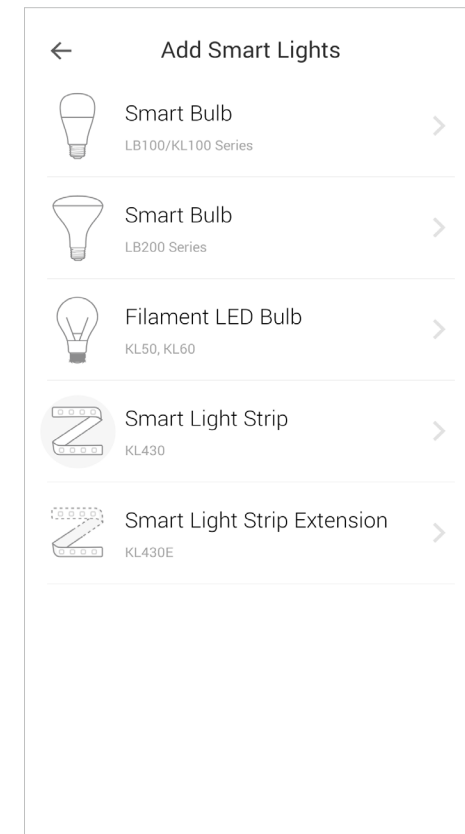 Add Smart Lights
Smart Bulb
LB100/KL100 Series
Smart Bulb
LB200 Series
Filament LED Bulb
KL50, KL60
Smart Light Strip
KL430
Smart Light Strip Extension
KL430E